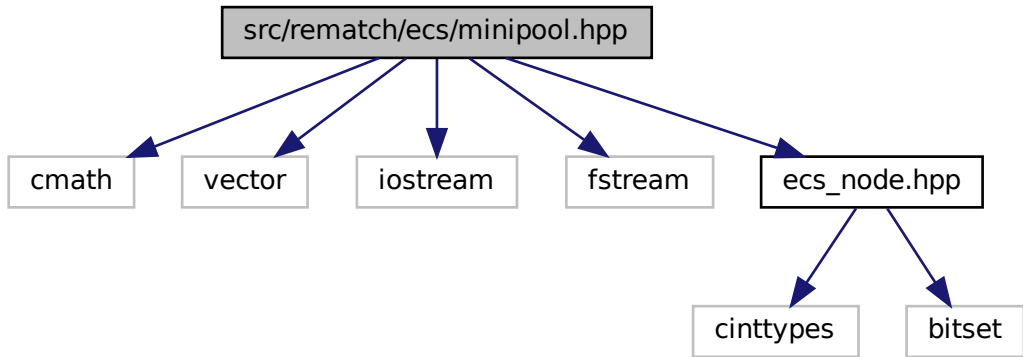 src/rematch/ecs/minipool.hpp
cmath
vector
iostream
fstream
ecs_node.hpp
cinttypes
bitset